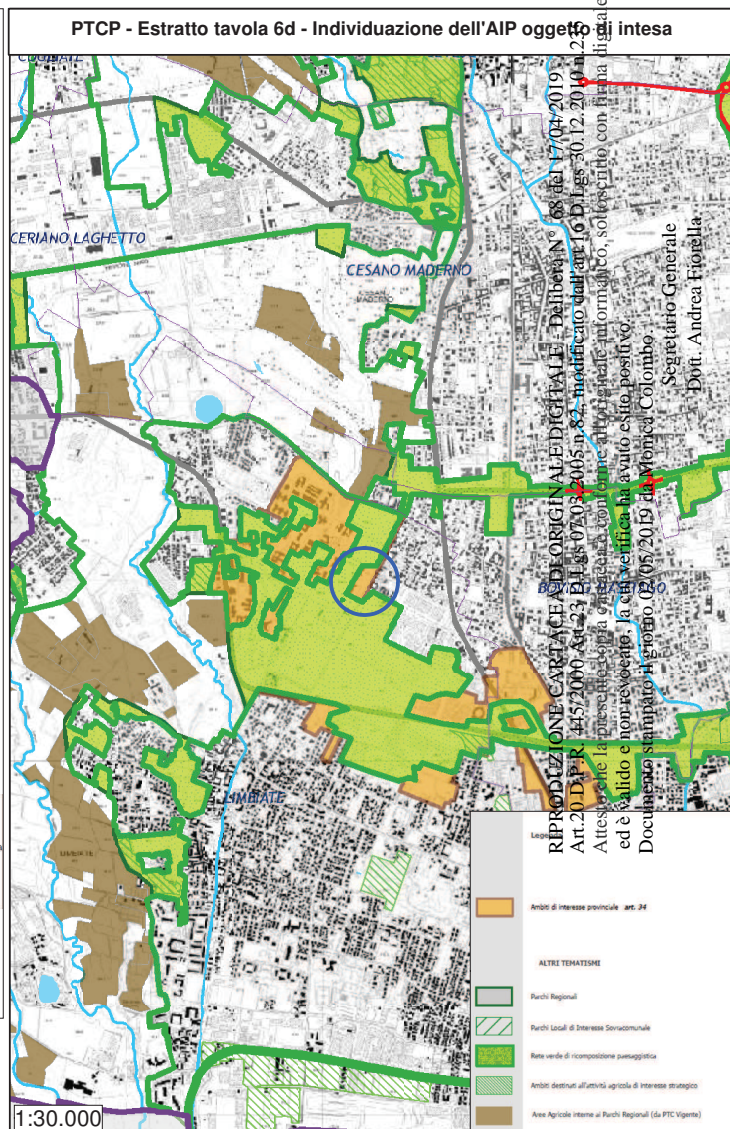 PTCP - Estratto tavola 6d - Individuazione dell'AIP oggetto di intesa
COGLIATE
CERIANO LAGHETTO
CESANO MADERNO
CESANO
MADERNO
LIMBIATE
LIMBIATE
RIPRODUZIONE CARTACEA DI ORIGINALE DIGITALE - Delibera N° 68 del 17/04/2019.
Art.20 D.P.R. 445/2000 Art.23 D.Lgs 07/03/2005 n.82, modificato dall'art.16 D.Lgs 30.12.2010 n.235
Attesto che la presente copia cartacea è conforme all'originale informatico, sottoscritto con firma digitale
ed è valido e non revocato, la cui verifica ha avuto esito positivo.
Documento stampato il giorno 02/05/2019 da Monica Colombo.
Segretario Generale
Dott. Andrea Fiorella
Legenda
Ambiti di interesse provinciale art. 34
ALTRI TEMATISMI
Parchi Regionali
Parchi Locali di Interesse Sovracomunale
Rete verde di ricomposizione paesaggistica
Ambiti destinati all'attività agricola di interesse strategico
Aree Agricole interne ai Parchi Regionali (da PTC Vigente)
1:30.000